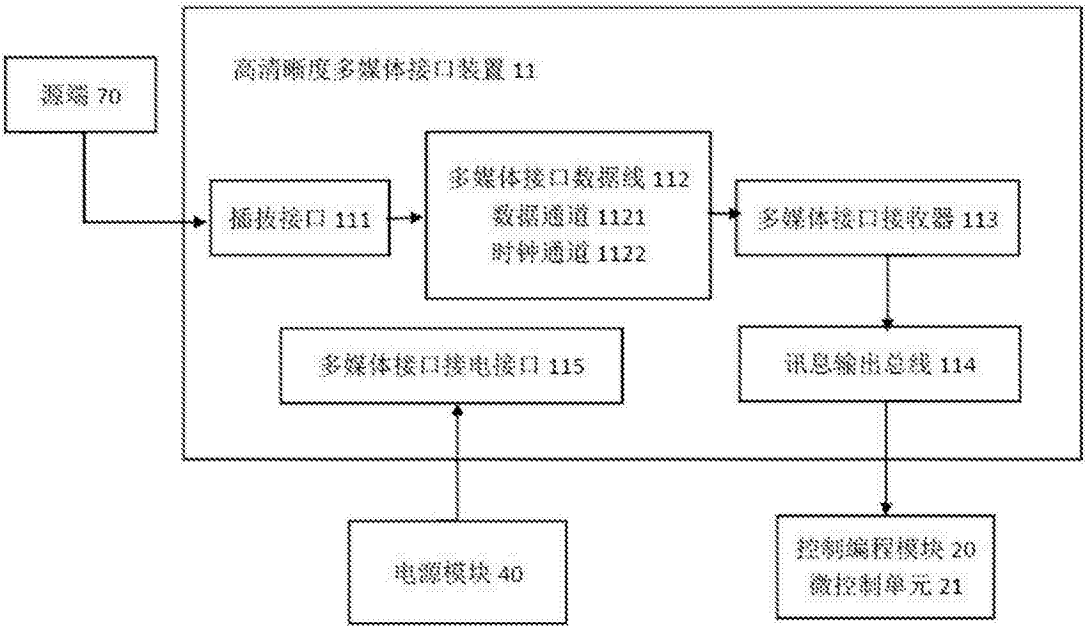 高清晰度多媒体接口装置 11
源端 70
插拔接口 111
多媒体接口数据线 112
数据通道 1121
时钟通道 1122
多媒体接口接收器 113
多媒体接口接电接口 115
讯息输出总线 114
电源模块 40
控制编程模块 20
微控制单元 21